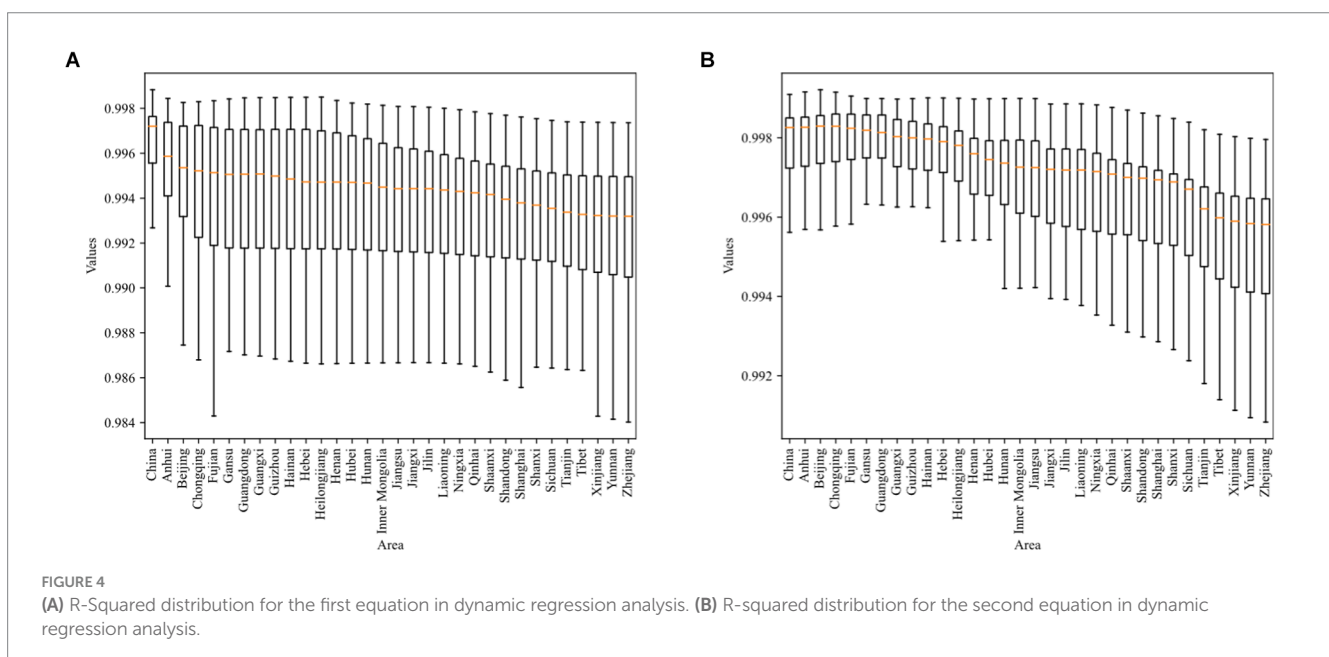 A
0.998
0.996
0.994
0.992
0.990
0.988
0.986
0.984
Values
China
Anhui
Beijing
Chongqing
Fujian
Gansu
Guangdong
Guangxi
Guizhou
Hainan
Hebei
Heilongjiang
Henan
Hubei
Hunan
Inner Mongolia
Jiangsu
Jiangxi
Jilin
Liaoning
Ningxia
Qinhai
Shanxi
Shandong
Shanghai
Shanxi
Sichuan
Tianjin
Tibet
Xinjiang
Yunnan
Zhejiang
Area
B
0.998
0.996
0.994
0.992
Values
China
Anhui
Beijing
Chongqing
Fujian
Gansu
Guangdong
Guangxi
Guizhou
Hainan
Hebei
Heilongjiang
Henan
Hubei
Hunan
Inner Mongolia
Jiangsu
Jiangxi
Jilin
Liaoning
Ningxia
Qinhai
Shanxi
Shandong
Shanghai
Shanxi
Sichuan
Tianjin
Tibet
Xinjiang
Yunnan
Zhejiang
Area
FIGURE 4
(A) R-Squared distribution for the first equation in dynamic regression analysis. (B) R-squared distribution for the second equation in dynamic
regression analysis.